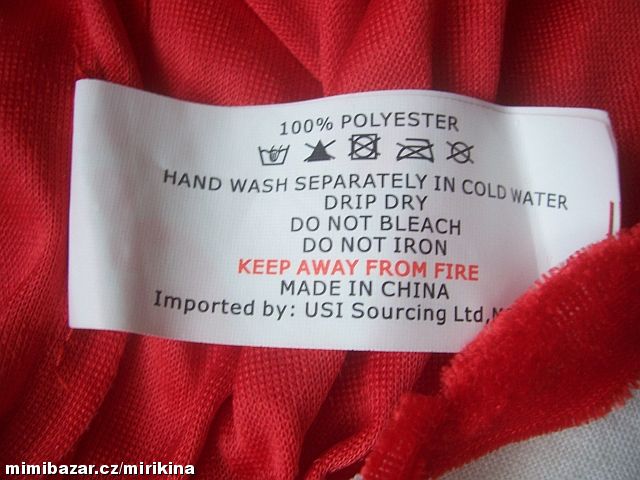 100% POLYESTER
HAND WASH SEPARATELY IN COLD WATER
DRIP DRY
DO NOT BLEACH
DO NOT IRON
KEEP AWAY FROM FIRE
MADE IN CHINA
Imported by: USI Sourcing Ltd,
mimibazar.cz/mirikina